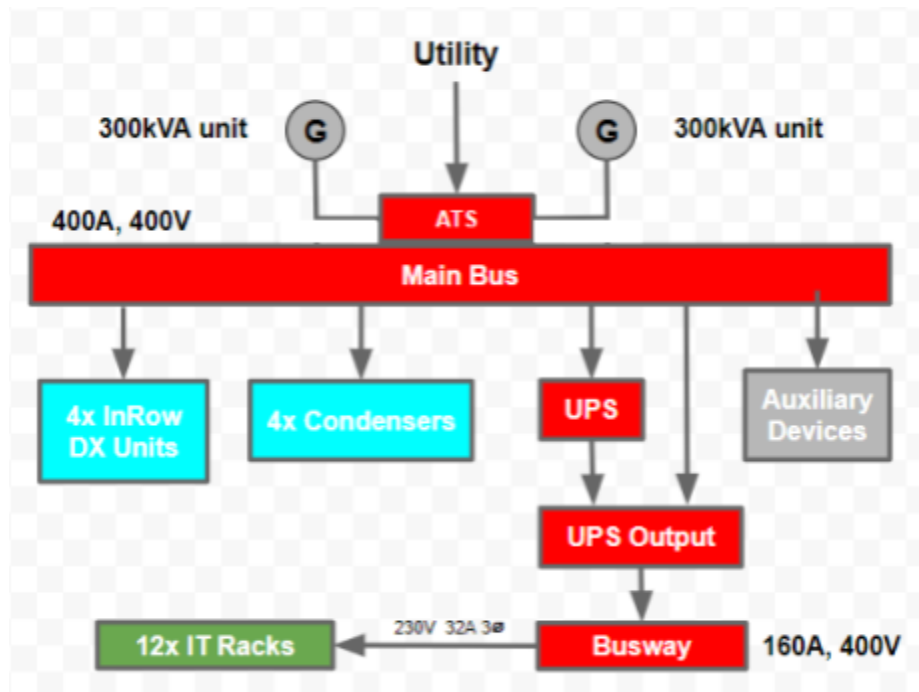 Utility
300kVA unit
G
G
300kVA unit
400A, 400V
ATS
Main Bus
4x InRow
DX Units
4x Condensers
UPS
Auxiliary
Devices
UPS Output
12x IT Racks
230V 32A 3ø
Busway
160A, 400V